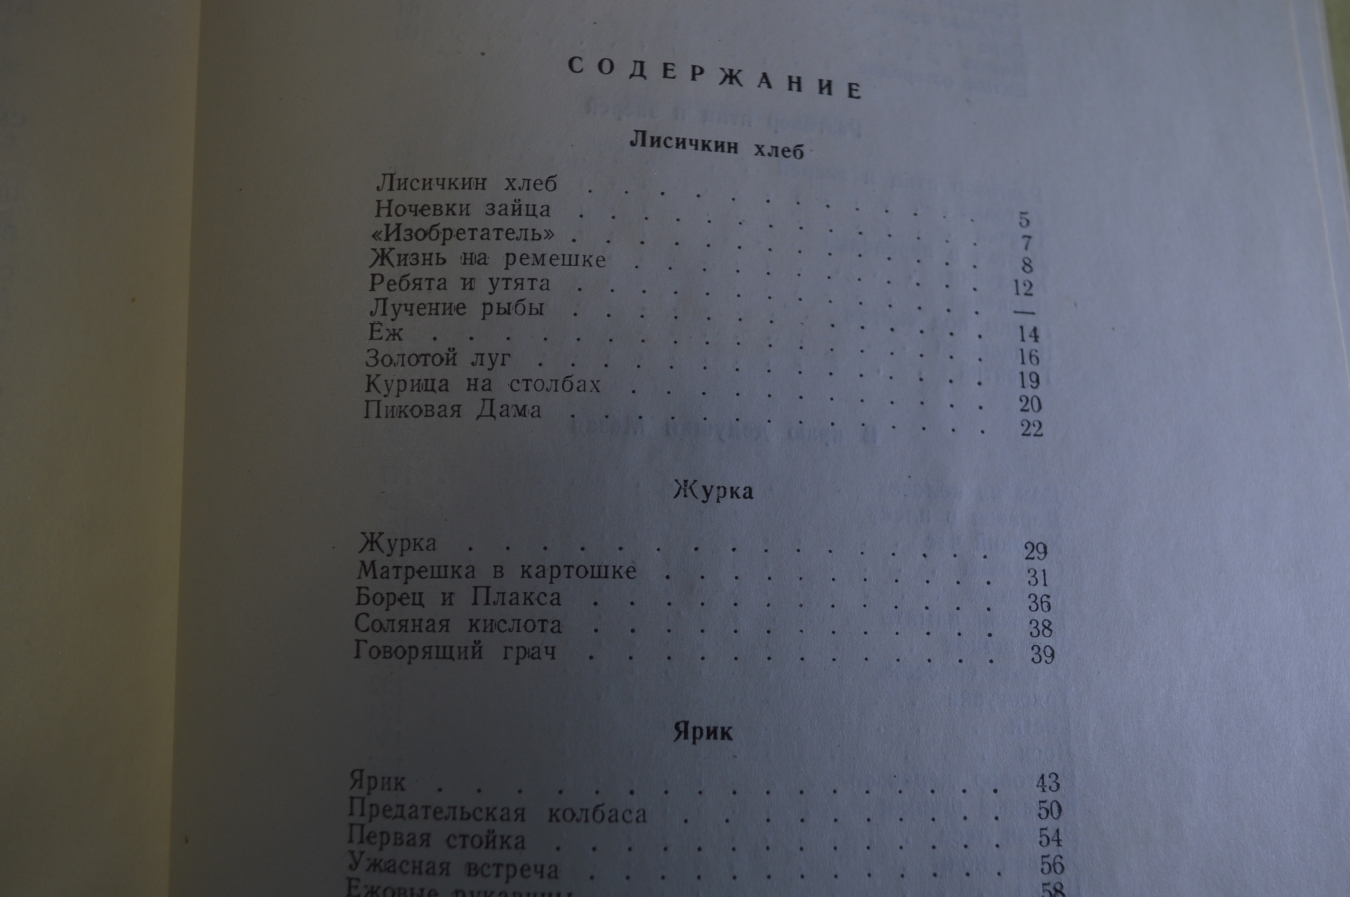 СОДЕРЖАНИЕ
Лисичкин хлеб
Лисичкин хлеб . . . . . . . . . . . . 5
Ночевки зайца . . . . . . . . . . . . 7
«Изобретатель» . . . . . . . . . . . . 8
Жизнь на ремешке . . . . . . . . . . 12
Ребята и утята . . . . . . . . . . . . —
Лучение рыбы . . . . . . . . . . . . 14
Еж . . . . . . . . . . . . . . . . 16
Золотой луг . . . . . . . . . . . . . 19
Курица на столбах . . . . . . . . . . 20
Пиковая Дама . . . . . . . . . . . . 22
Журка
Журка . . . . . . . . . . . . . . . 29
Матрешка в картошке . . . . . . . . . 31
Борец и Плакса . . . . . . . . . . . 36
Соляная кислота . . . . . . . . . . . 38
Говорящий грач . . . . . . . . . . . 39
Ярик
Ярик . . . . . . . . . . . . . . . . 43
Предательская колбаса . . . . . . . . . 50
Первая стойка . . . . . . . . . . . . 54
Ужасная встреча . . . . . . . . . . . 56
Ежовые рукавицы . . . . . . . . . . . 58